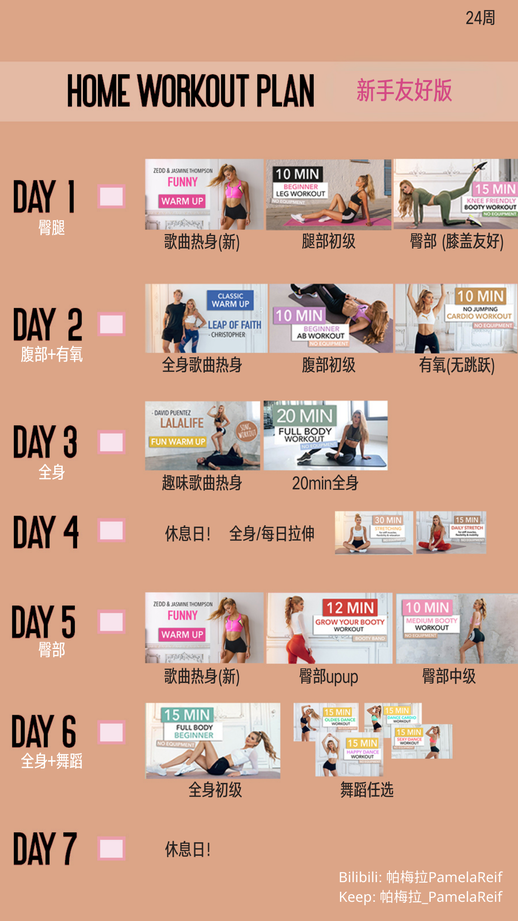 24周
HOME WORKOUT PLAN 新手友好版
DAY 1
臀腿
ZEDD & JASMINE THOMPSON
FUNNY
WARM UP
歌曲热身(新)
10 MIN
BEGINNER
LEG WORKOUT
腿部初级
15 MIN
KNEE FRIENDLY
BOOTY WORKOUT
NO EQUIPMENT
臀部 (膝盖友好)
DAY 2
腹部+有氧
CLASSIC
WARM UP
LEAP OF FAITH
- CHRISTOPHER
全身歌曲热身
10 MIN
BEGINNER
AB WORKOUT
NO EQUIPMENT
腹部初级
10 MIN
NO JUMPING
CARDIO WORKOUT
NO EQUIPMENT
有氧(无跳跃)
DAY 3
全身
- DAVID PUENTEZ
LALALIFE
FUN WARM UP
SONG
WORKOUT
趣味歌曲热身
20 MIN
FULL BODY
WORKOUT
NO EQUIPMENT
20min全身
DAY 4
休息日! 全身/每日拉伸
30 MIN
STRETCHING
15 MIN
DAILY STRETCH
DAY 5
臀部
ZEDD & JASMINE THOMPSON
FUNNY
WARM UP
歌曲热身(新)
12 MIN
GROW YOUR BOOTY
WORKOUT
BOOTY BAND
臀部upup
10 MIN
MEDIUM BOOTY
WORKOUT
NO EQUIPMENT
臀部中级
DAY 6
全身+舞蹈
15 MIN
FULL BODY
BEGINNER
NO EQUIPMENT
全身初级
15 MIN
OLDIES DANCE
WORKOUT
15 MIN
DANCE CARDIO
15 MIN
HAPPY DANCE
WORKOUT
15 MIN
SEXY DANCE
WORKOUT
舞蹈任选
DAY 7
休息日!
Bilibili: 帕梅拉PamelaReif
Keep: 帕梅拉_PamelaReif